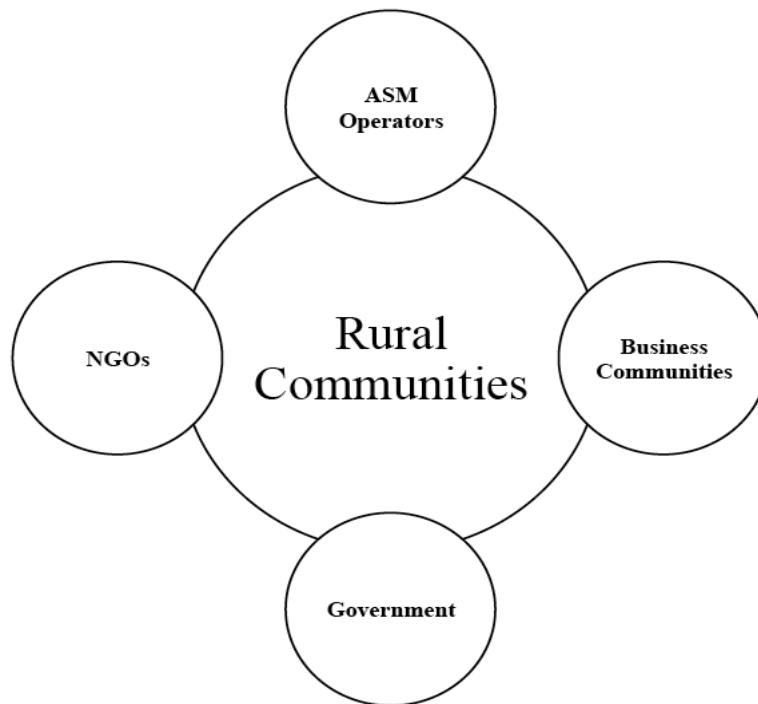 ASM
Operators
NGOs
Rural
Communities
Business
Communities
Government